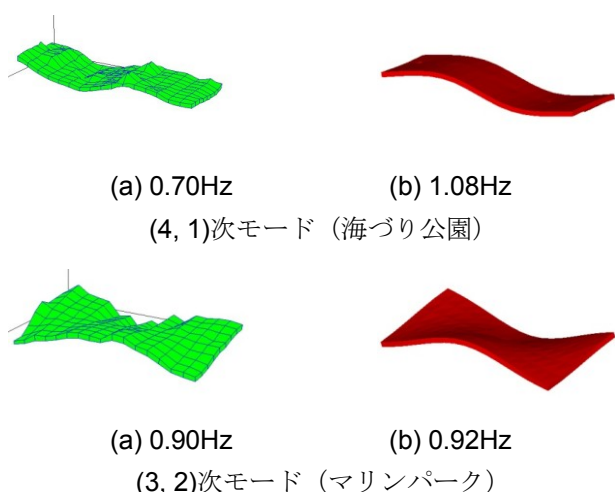 (a) 0.70Hz (b) 1.08Hz
(4, 1)次モード（海づり公園）
(a) 0.90Hz (b) 0.92Hz
(3, 2)次モード（マリンパーク）